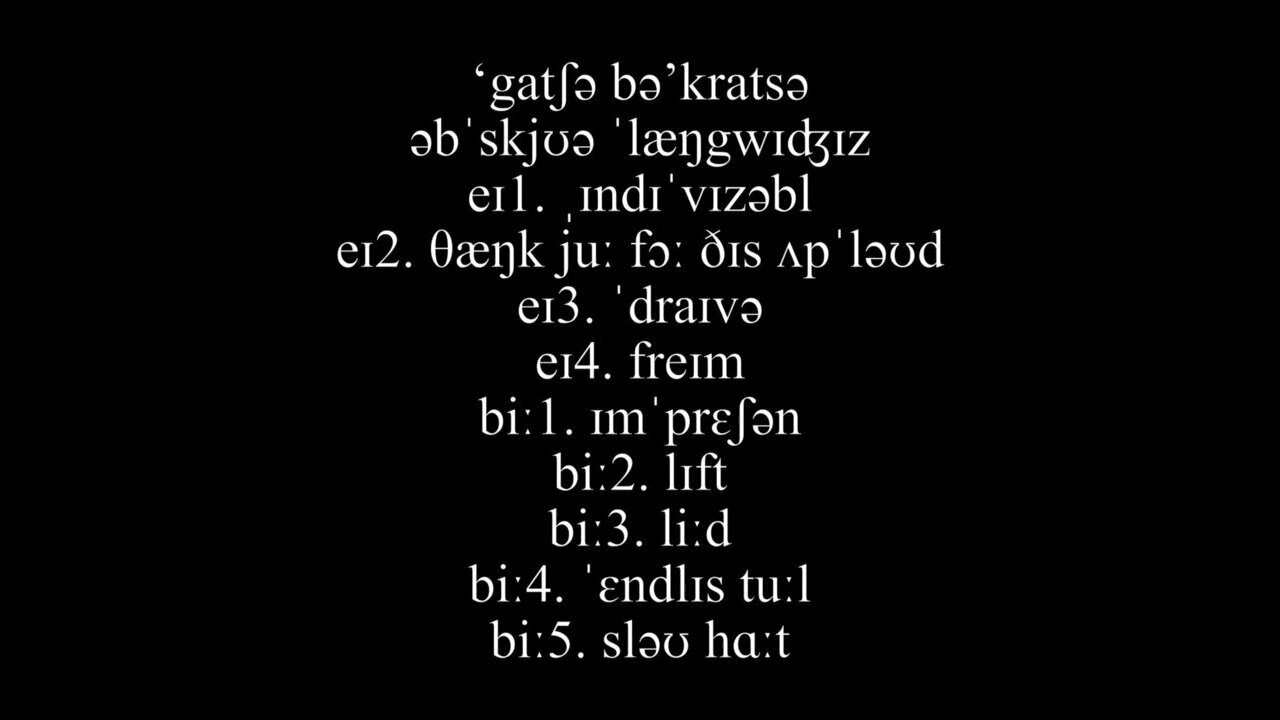 ‘gatʃə bə’kratsə
əbˈskjʊə ˈlæŋgwɪʤɪz
eɪ1. ˌɪndɪˈvɪzəbl
eɪ2. θæŋk juː fɔː ðɪs ʌpˈləʊd
eɪ3. ˈdraɪvə
eɪ4. freɪm
biː1. ɪmˈprɛʃən
biː2. lɪft
biː3. liːd
biː4. ˈɛndlɪs tuːl
biː5. sləʊ hɑːt